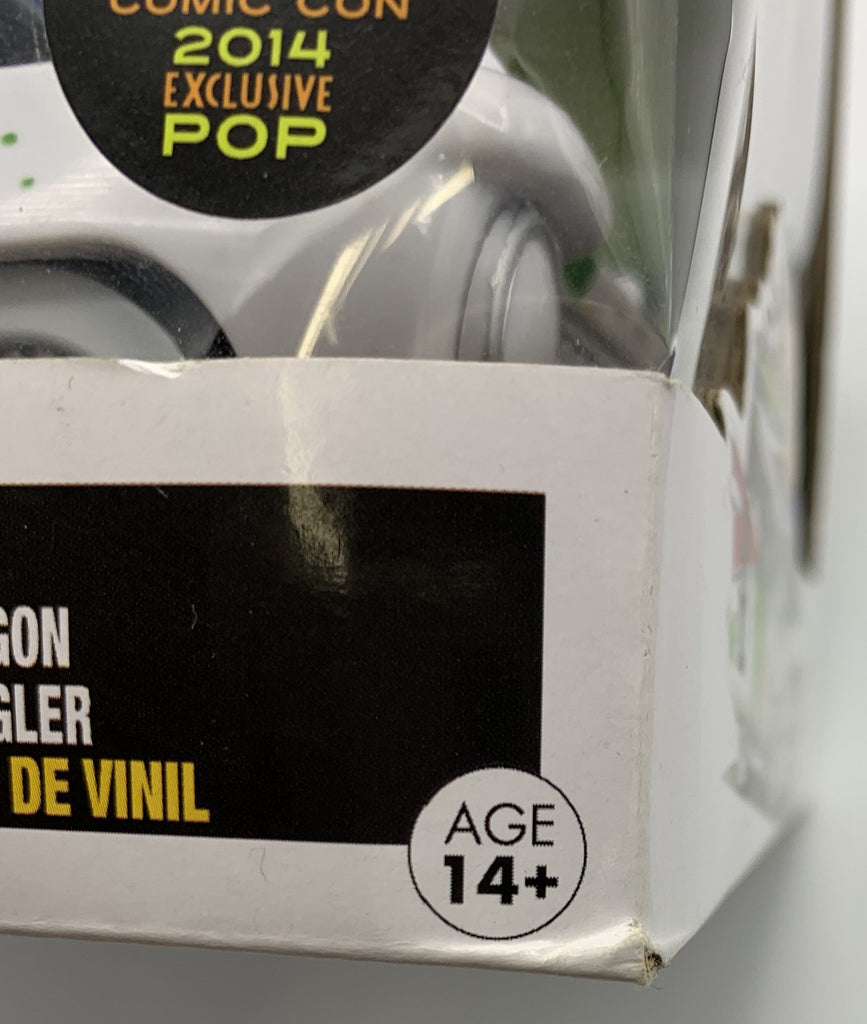 COMIC CON
2014
EXCLUSIVE
POP
GON
GLER
DE VINIL
AGE
14+